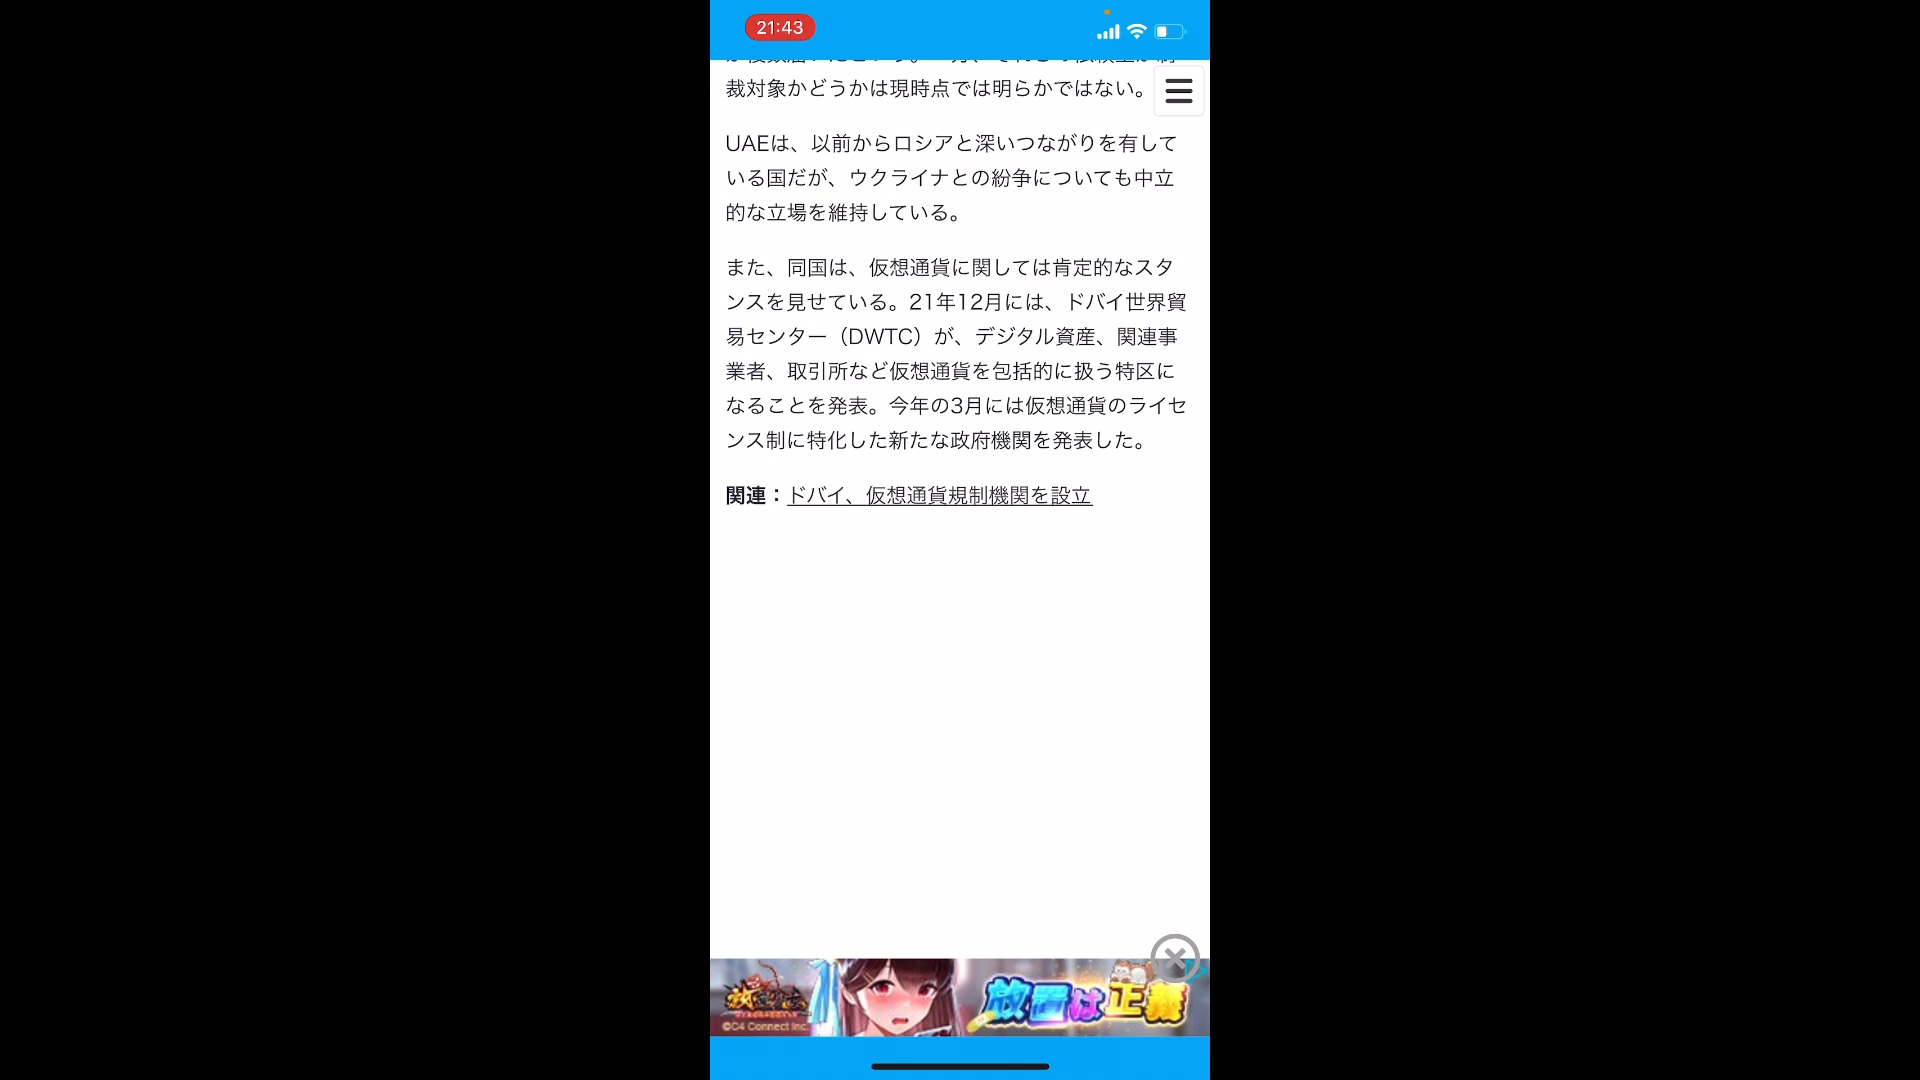 21:43
裁対象かどうかは現時点では明らかではない。
UAEは、以前からロシアと深いつながりを有して
いる国だが、ウクライナとの紛争についても中立
的な立場を維持している。
また、同国は、仮想通貨に関しては肯定的なスタ
ンスを見せている。21年12月には、ドバイ世界貿
易センター（DWTC）が、デジタル資産、関連事
業者、取引所など仮想通貨を包括的に扱う特区に
なることを発表。今年の3月には仮想通貨のライセ
ンス制に特化した新たな政府機関を発表した。
関連：ドバイ、仮想通貨規制機関を設立
放置は正義
©C4 Connect Inc.